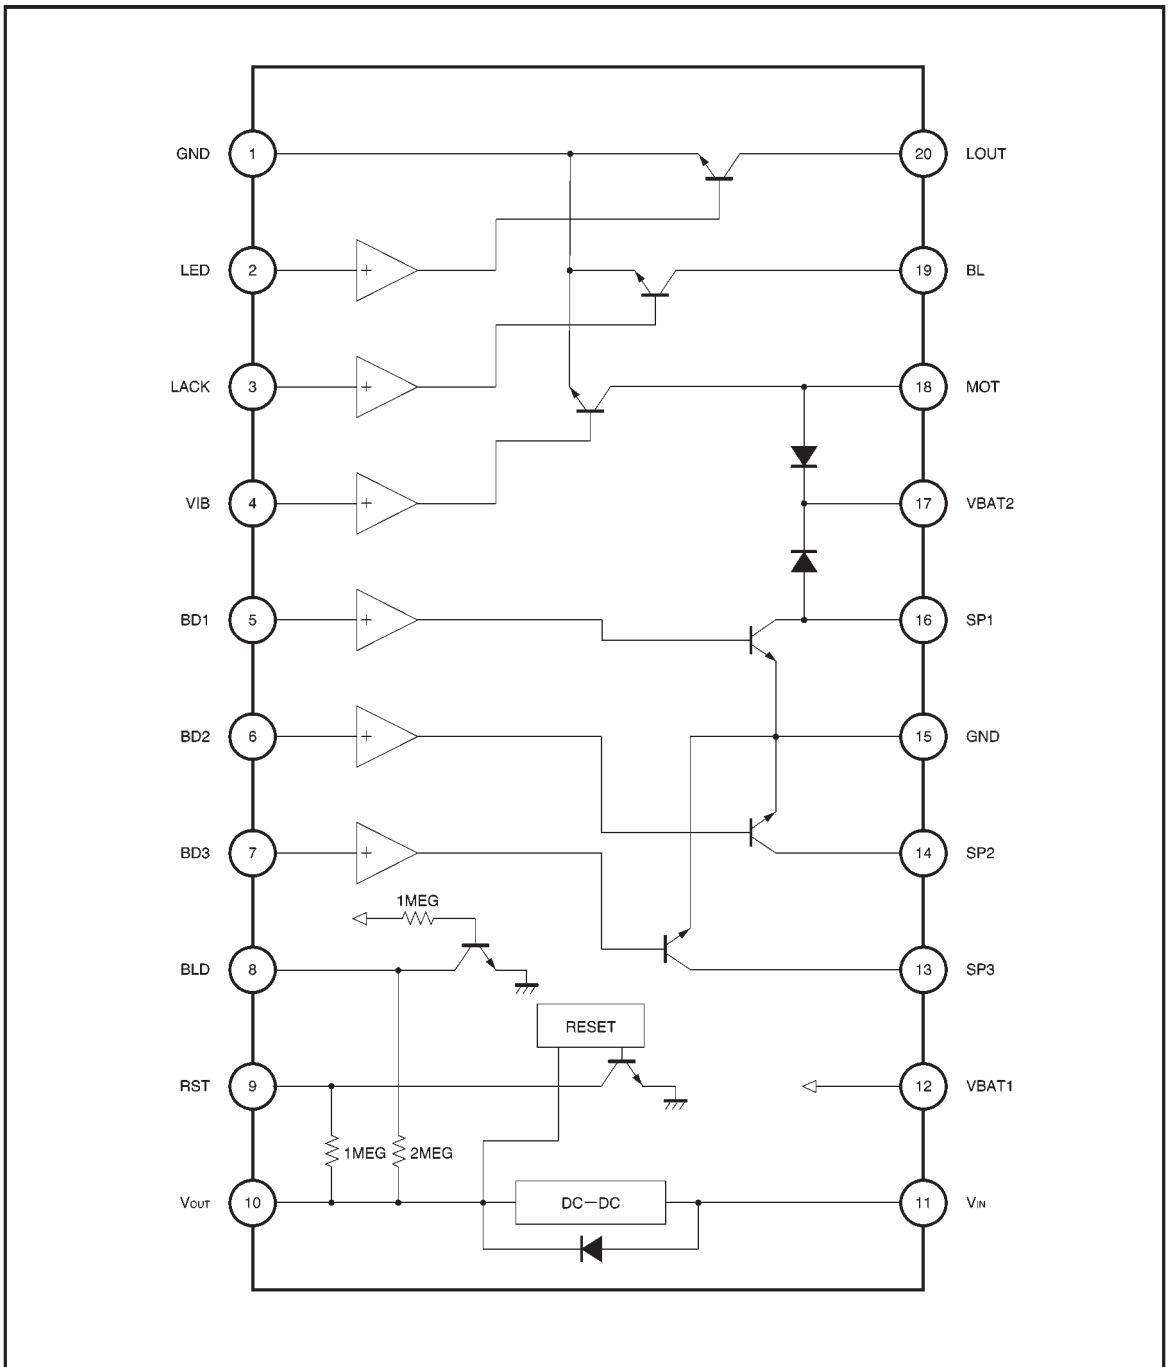 GND 1 20 LOUT
LED 2 + 19 BL
LACK 3 + 18 MOT
VIB 4 + 17 VBAT2
BD1 5 + 16 SP1
BD2 6 + 15 GND
BD3 7 + 14 SP2
1MEG
BLD 8 13 SP3
RESET
RST 9 12 VBAT1
1MEG 2MEG
VOUT 10 DC-DC 11 VIN